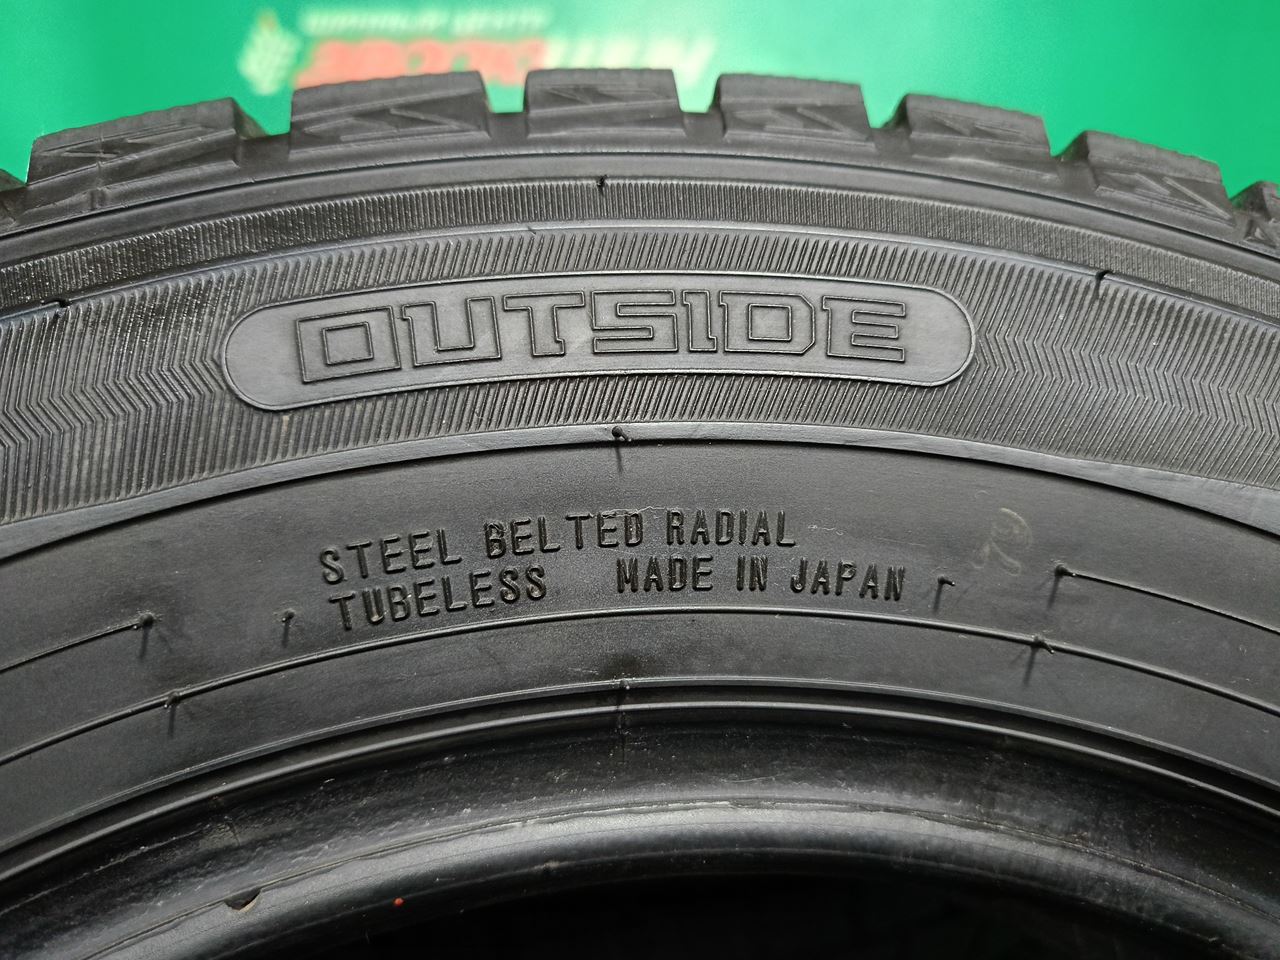 OUTSIDE
STEEL BELTED RADIAL
TUBELESS MADE IN JAPAN